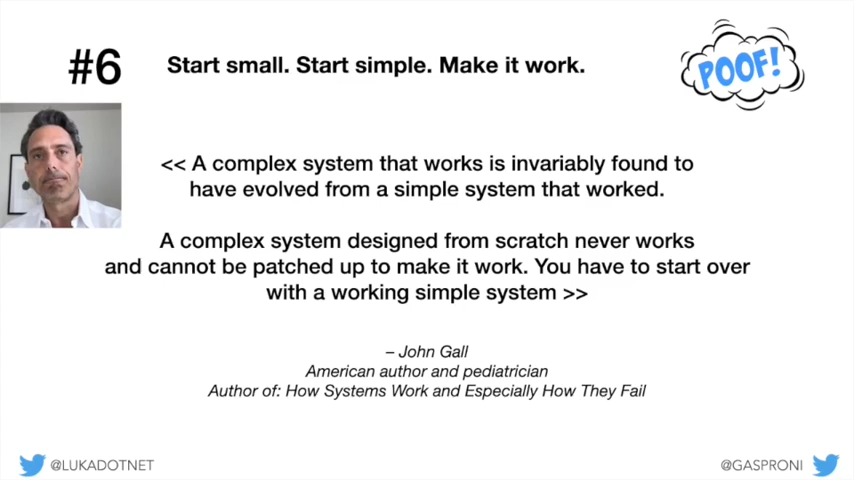 #6
Start small. Start simple. Make it work.
POOF!
<< A complex system that works is invariably found to
have evolved from a simple system that worked.
A complex system designed from scratch never works
and cannot be patched up to make it work. You have to start over
with a working simple system >>
– John Gall
American author and pediatrician
Author of: How Systems Work and Especially How They Fail
@LUKADOTNET
@GASPRONI